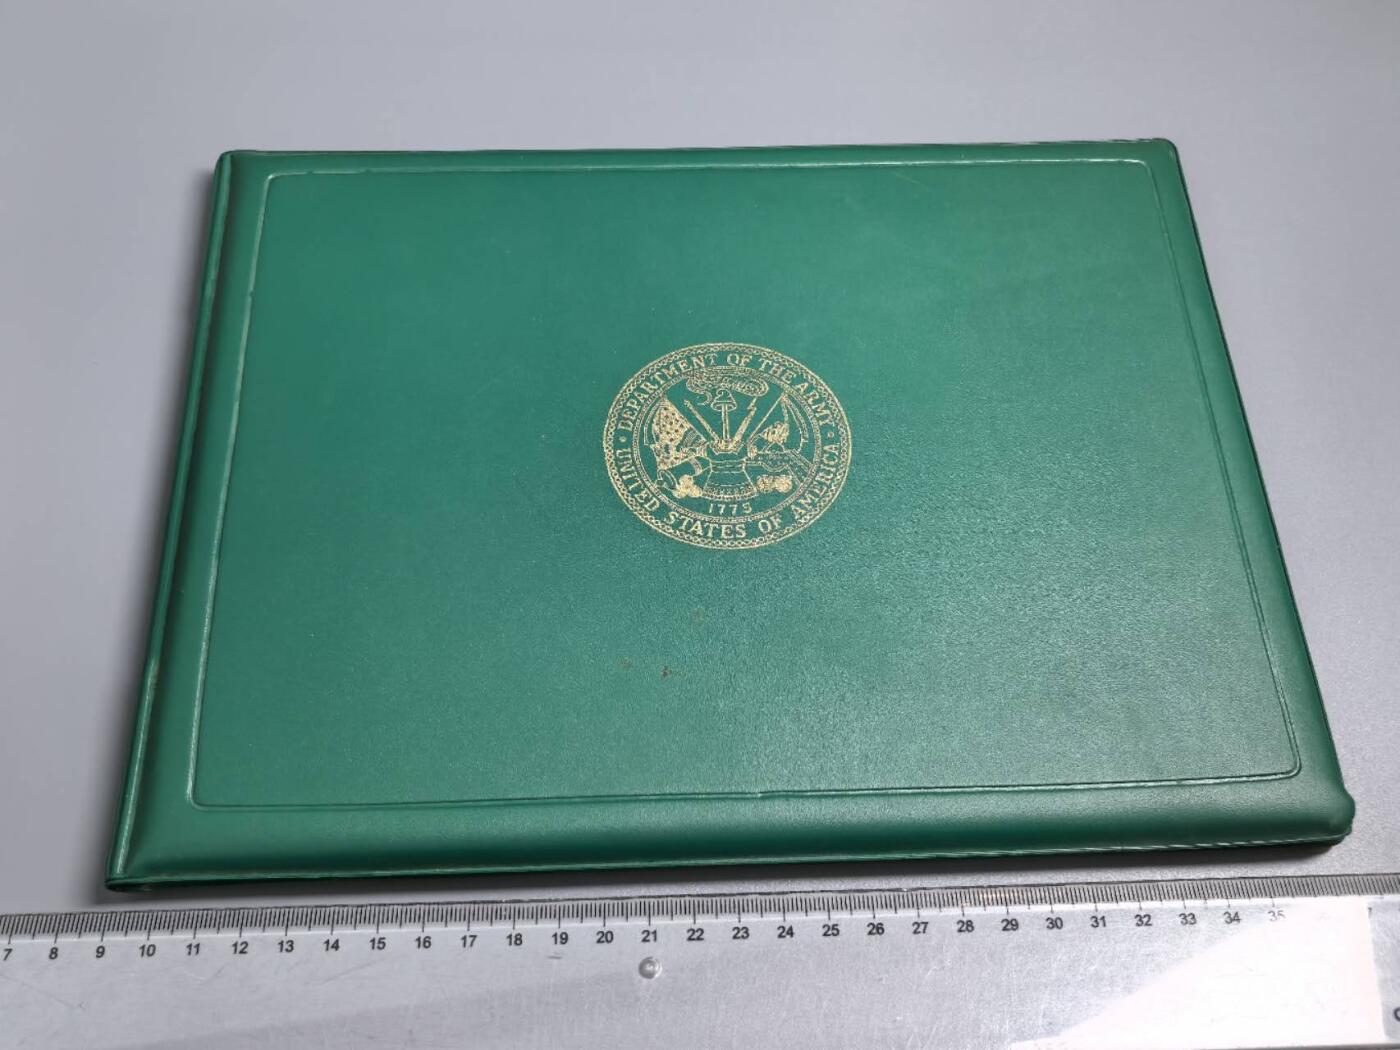 DEPARTMENT OF THE ARMY
1775
UNITED STATES OF AMERICA
7 8 9 10 11 12 13 14 15 16 17 18 19 20 21 22 23 24 25 26 27 28 29 30 31 32 33 34 35